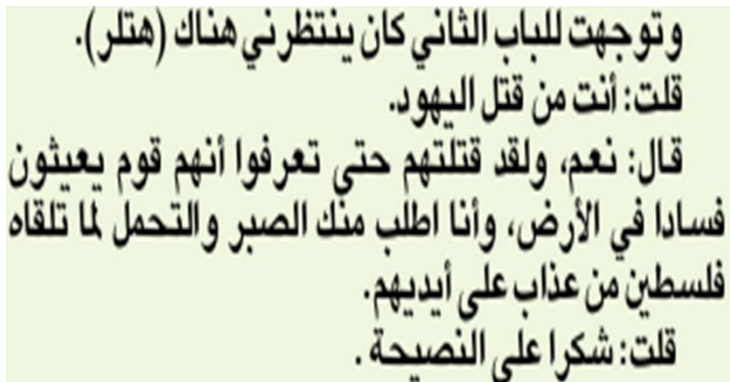 وتوجهت للباب الثاني كان ينتظرني هناك (هتلر).
قلت: أنت من قتل اليهود.
قال: نعم، ولقد قتلتهم حتى تعرفوا أنهم قوم يعيثون
فسادا في الأرض، وأنا اطلب منك الصبر والتحمل لما تلقاه
فلسطين من عذاب على أيديهم.
قلت: شكرا على النصيحة .